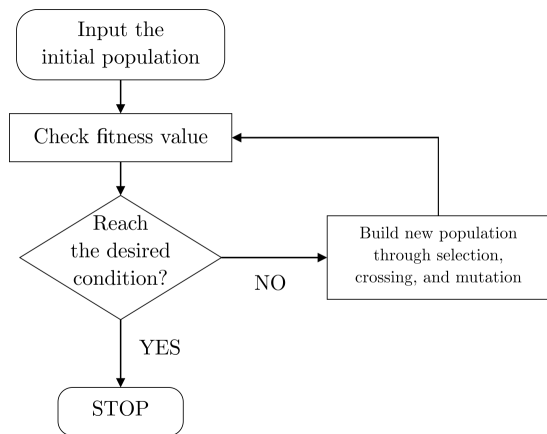 Input the
initial population
Check fitness value
Reach
the desired
condition?
NO
Build new population
through selection,
crossing, and mutation
YES
STOP